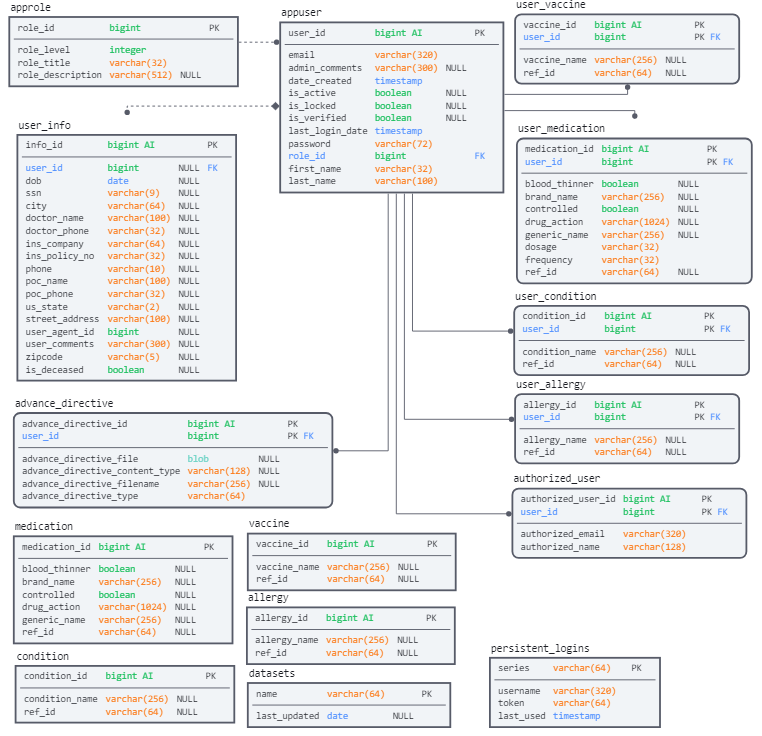 approle
role_id bigint PK
role_level integer
role_title varchar(32)
role_description varchar(512) NULL
appuser
user_id bigint AI PK
email varchar(320)
admin_comments varchar(300) NULL
date_created timestamp
is_active boolean NULL
is_locked boolean NULL
is_verified boolean NULL
last_login_date timestamp
password varchar(72)
role_id bigint FK
first_name varchar(32)
last_name varchar(100)
user_vaccine
vaccine_id bigint AI PK
user_id bigint PK FK
vaccine_name varchar(256) NULL
ref_id varchar(64) NULL
user_info
info_id bigint AI PK
user_id bigint NULL FK
dob date NULL
ssn varchar(9) NULL
city varchar(64) NULL
doctor_name varchar(100) NULL
doctor_phone varchar(32) NULL
ins_company varchar(64) NULL
ins_policy_no varchar(32) NULL
phone varchar(10) NULL
poc_name varchar(100) NULL
poc_phone varchar(32) NULL
us_state varchar(2) NULL
street_address varchar(100) NULL
user_agent_id bigint NULL
user_comments varchar(300) NULL
zipcode varchar(5) NULL
is_deceased boolean NULL
user_medication
medication_id bigint AI PK
user_id bigint PK FK
blood_thinner boolean NULL
brand_name varchar(256) NULL
controlled boolean NULL
drug_action varchar(1024) NULL
generic_name varchar(256) NULL
dosage varchar(32)
frequency varchar(32)
ref_id varchar(64) NULL
user_condition
condition_id bigint AI PK
user_id bigint PK FK
condition_name varchar(256) NULL
ref_id varchar(64) NULL
user_allergy
allergy_id bigint AI PK
user_id bigint PK FK
allergy_name varchar(256) NULL
ref_id varchar(64) NULL
advance_directive
advance_directive_id bigint AI PK
user_id bigint PK FK
advance_directive_file blob NULL
advance_directive_content_type varchar(128) NULL
advance_directive_filename varchar(256) NULL
advance_directive_type varchar(64)
authorized_user
authorized_user_id bigint AI PK
user_id bigint PK FK
authorized_email varchar(320)
authorized_name varchar(128)
medication
medication_id bigint AI PK
blood_thinner boolean NULL
brand_name varchar(256) NULL
controlled boolean NULL
drug_action varchar(1024) NULL
generic_name varchar(256) NULL
ref_id varchar(64) NULL
vaccine
vaccine_id bigint AI PK
vaccine_name varchar(256) NULL
ref_id varchar(64) NULL
allergy
allergy_id bigint AI PK
allergy_name varchar(256) NULL
ref_id varchar(64) NULL
condition
condition_id bigint AI PK
condition_name varchar(256) NULL
ref_id varchar(64) NULL
datasets
name varchar(64) PK
last_updated date NULL
persistent_logins
series varchar(64) PK
username varchar(320)
token varchar(64)
last_used timestamp